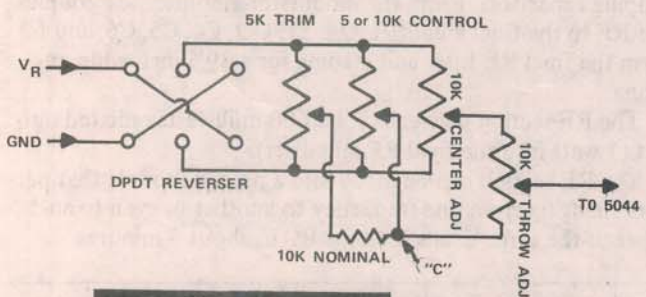 5K TRIM
5 or 10K CONTROL
VR
GND
DPDT REVERSER
10K CENTER ADJ
10K THROW ADJ
TO 5044
10K NOMINAL
"C"